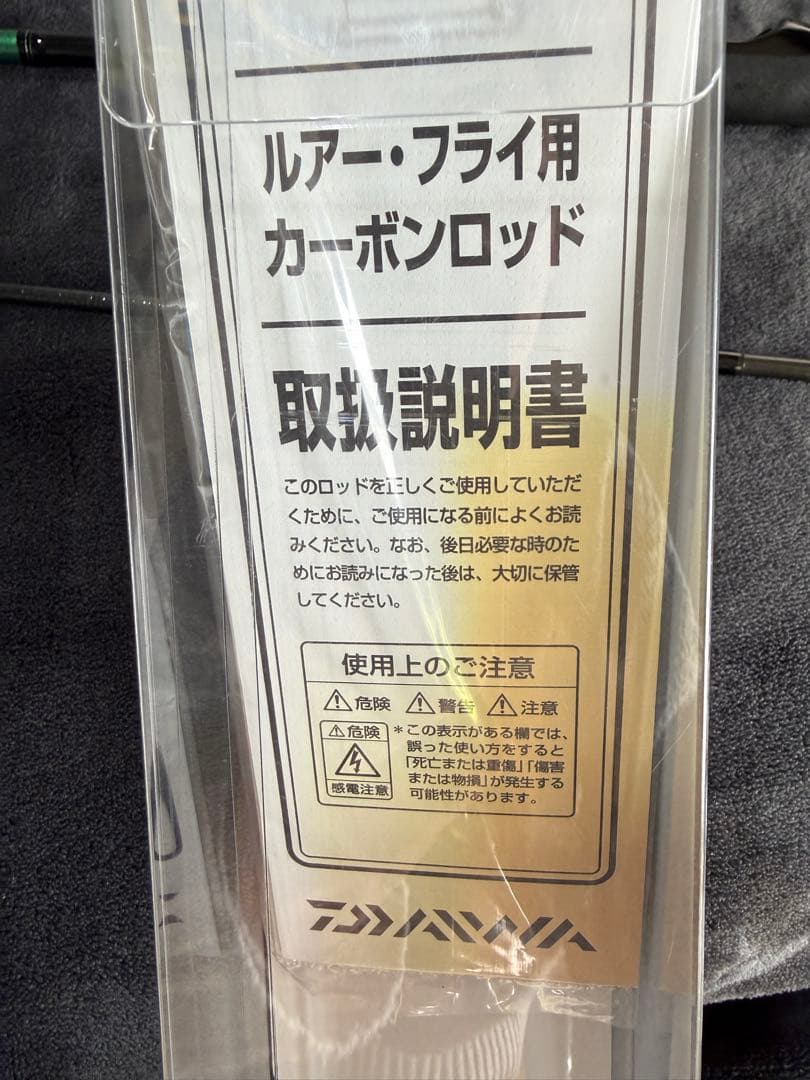 ルアー・フライ用
カーボンロッド
取扱説明書
このロッドを正しくご使用していただ
くために、ご使用になる前によくお読
みください。なお、後日必要な時のた
めにお読みになった後は、大切に保管
してください。
使用上のご注意
⚠危険 ⚠警告 ⚠注意
⚠危険
感電注意
＊この表示がある欄では、
誤った使い方をすると
「死亡または重傷」「傷害
または物損」が発生する
可能性があります。
DAIWA